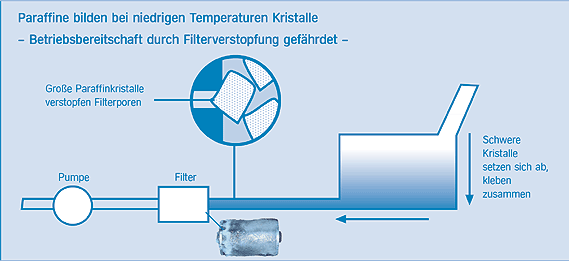 Paraffine bilden bei niedrigen Temperaturen Kristalle
– Betriebsbereitschaft durch Filterverstopfung gefährdet –
Große Paraffinkristalle
verstopfen Filterporen
Schwere
Kristalle
setzen sich ab,
kleben
zusammen
Pumpe
Filter